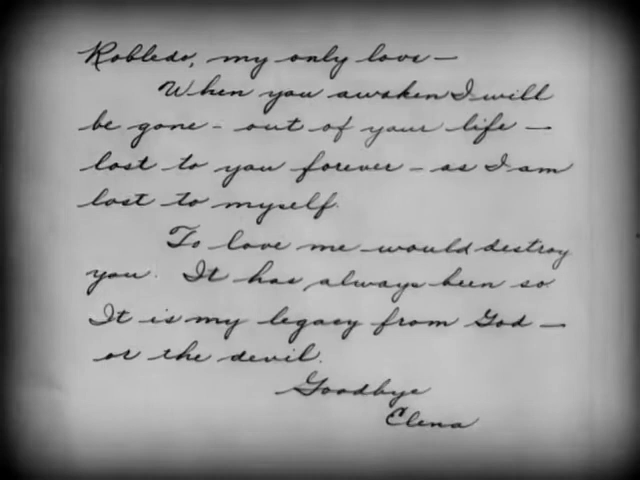 Robledo, my only love —
When you awaken I will
be gone - out of your life —
lost to you forever - as I am
lost to myself.
To love me would destroy
you. It has always been so.
It is my legacy from God —
or the devil.
Goodbye
Elena